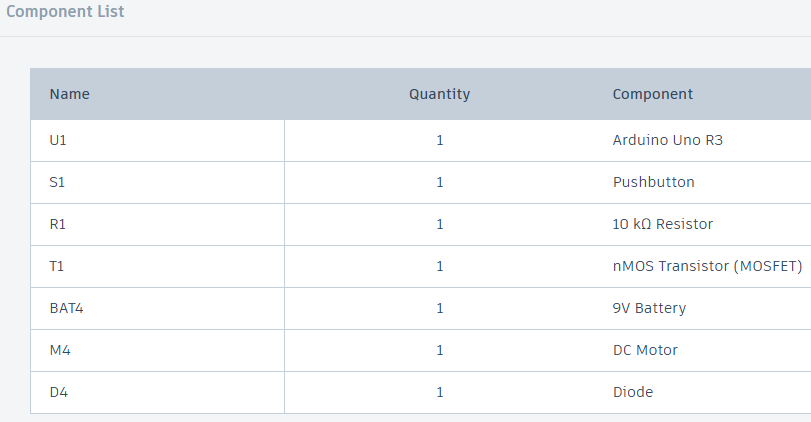 Component List
Name Quantity Component
U1 1 Arduino Uno R3
S1 1 Pushbutton
R1 1 10 kΩ Resistor
T1 1 nMOS Transistor (MOSFET)
BAT4 1 9V Battery
M4 1 DC Motor
D4 1 Diode